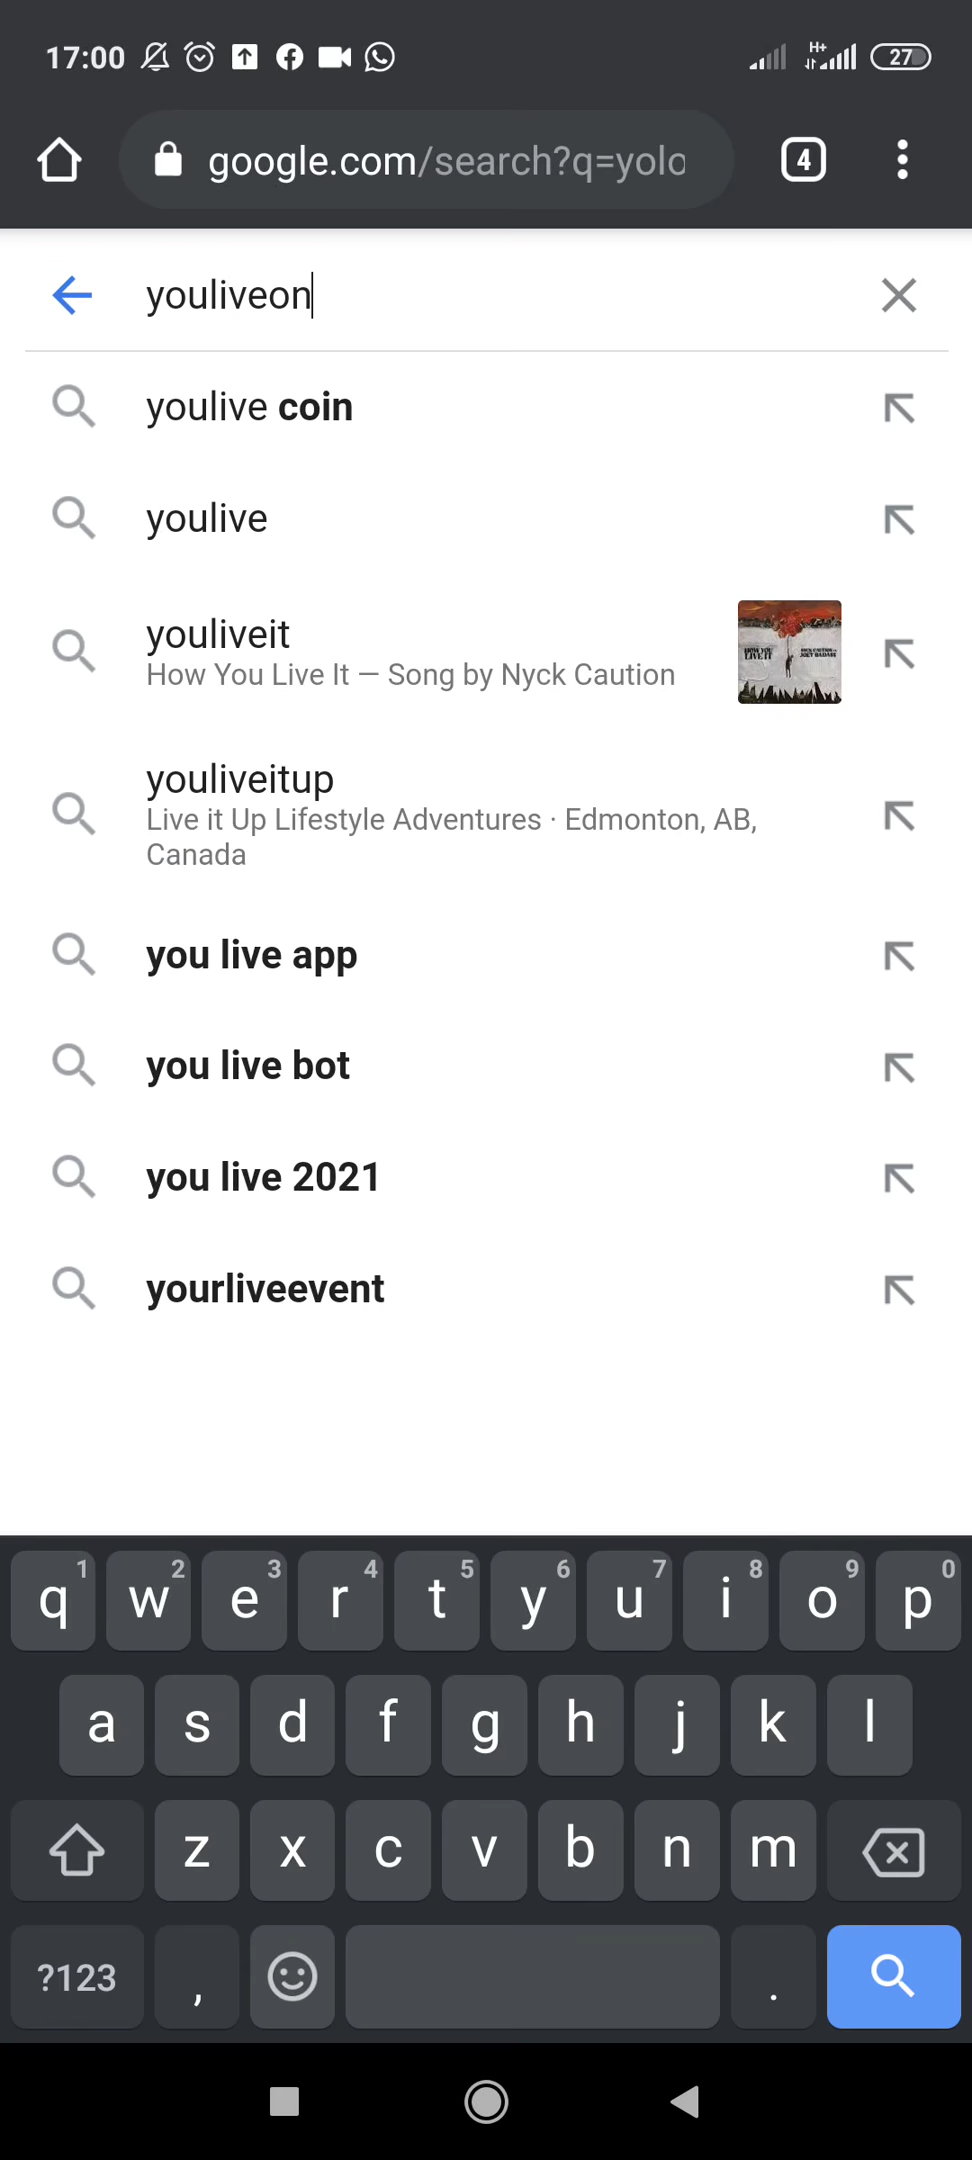 17:00
H+
27
google.com/search?q=yolo
4
youliveon
youlive coin
youlive
youliveit
How You Live It — Song by Nyck Caution
youliveitup
Live it Up Lifestyle Adventures · Edmonton, AB,
Canada
you live app
you live bot
you live 2021
yourliveevent
q 1 w 2 e 3 r 4 t 5 y 6 u 7 i 8 o 9 p 0
a s d f g h j k l
z x c v b n m
?123 , .